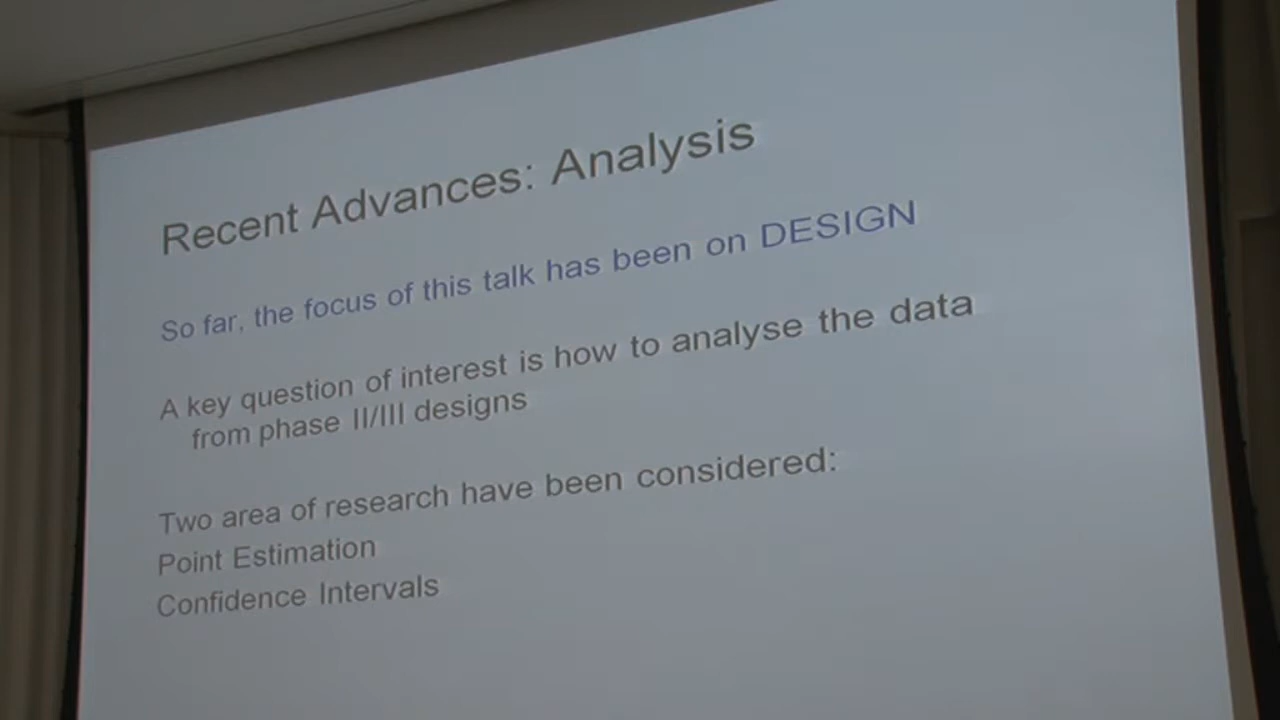 Recent Advances: Analysis
So far, the focus of this talk has been on DESIGN
A key question of interest is how to analyse the data
from phase II/III designs
Two area of research have been considered:
Point Estimation
Confidence Intervals